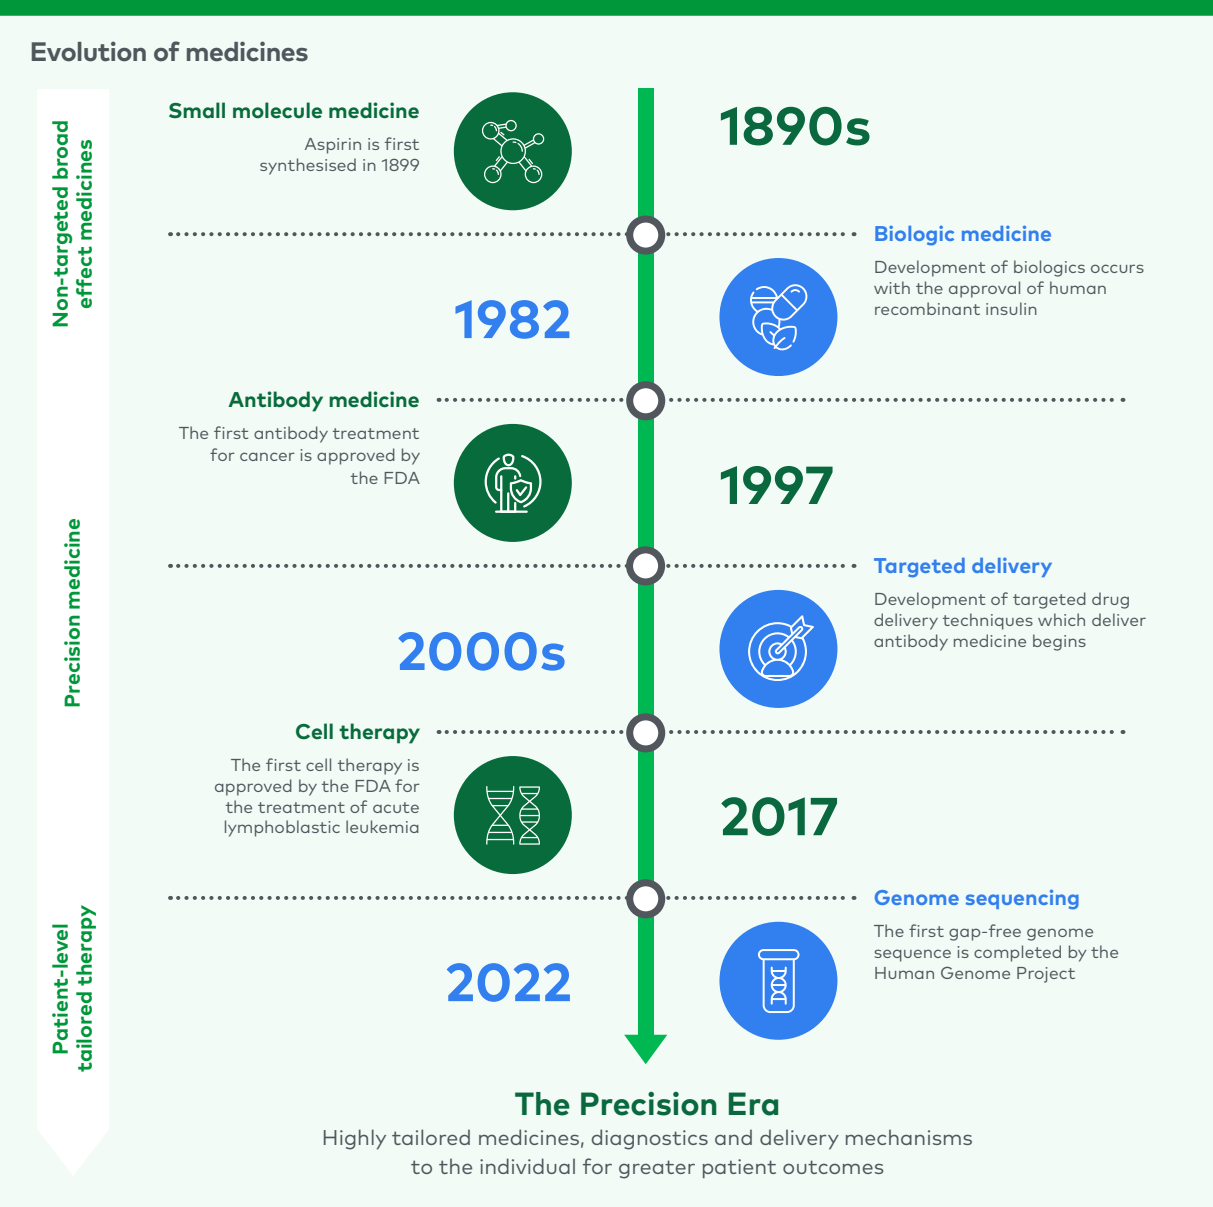 Evolution of medicines
Non-targeted broad
effect medicines
Precision medicine
Patient-level
tailored therapy
Small molecule medicine
Aspirin is first
synthesised in 1899
1890s
Biologic medicine
Development of biologics occurs
with the approval of human
recombinant insulin
1982
Antibody medicine
The first antibody treatment
for cancer is approved by
the FDA
1997
Targeted delivery
Development of targeted drug
delivery techniques which deliver
antibody medicine begins
2000s
Cell therapy
The first cell therapy is
approved by the FDA for
the treatment of acute
lymphoblastic leukemia
2017
Genome sequencing
The first gap-free genome
sequence is completed by the
Human Genome Project
2022
The Precision Era
Highly tailored medicines, diagnostics and delivery mechanisms
to the individual for greater patient outcomes